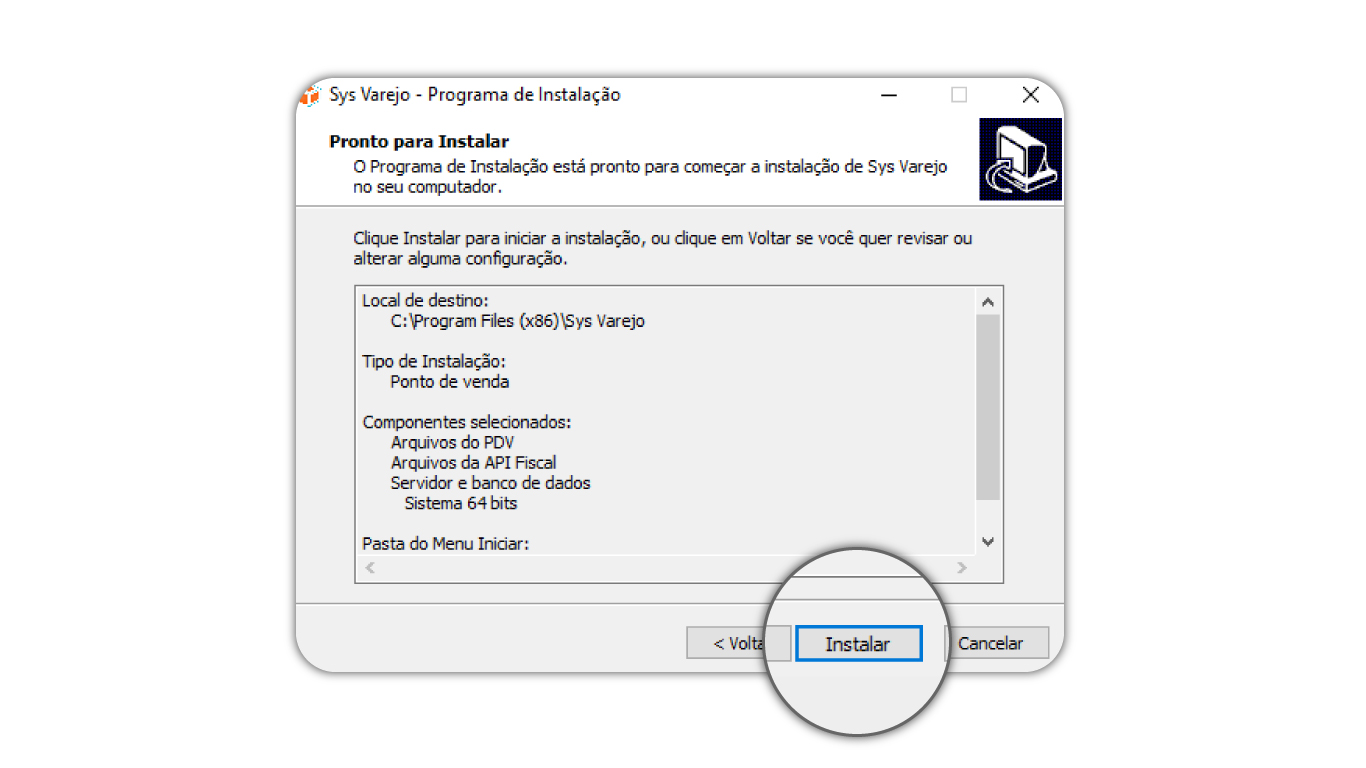 Sys Varejo - Programa de Instalação
Pronto para Instalar
O Programa de Instalação está pronto para começar a instalação de Sys Varejo
no seu computador.
Clique Instalar para iniciar a instalação, ou clique em Voltar se você quer revisar ou
alterar alguma configuração.
Local de destino:
C:\Program Files (x86)\Sys Varejo
Tipo de Instalação:
Ponto de venda
Componentes selecionados:
Arquivos do PDV
Arquivos da API Fiscal
Servidor e banco de dados
Sistema 64 bits
Pasta do Menu Iniciar:
< Volta Instalar Cancelar